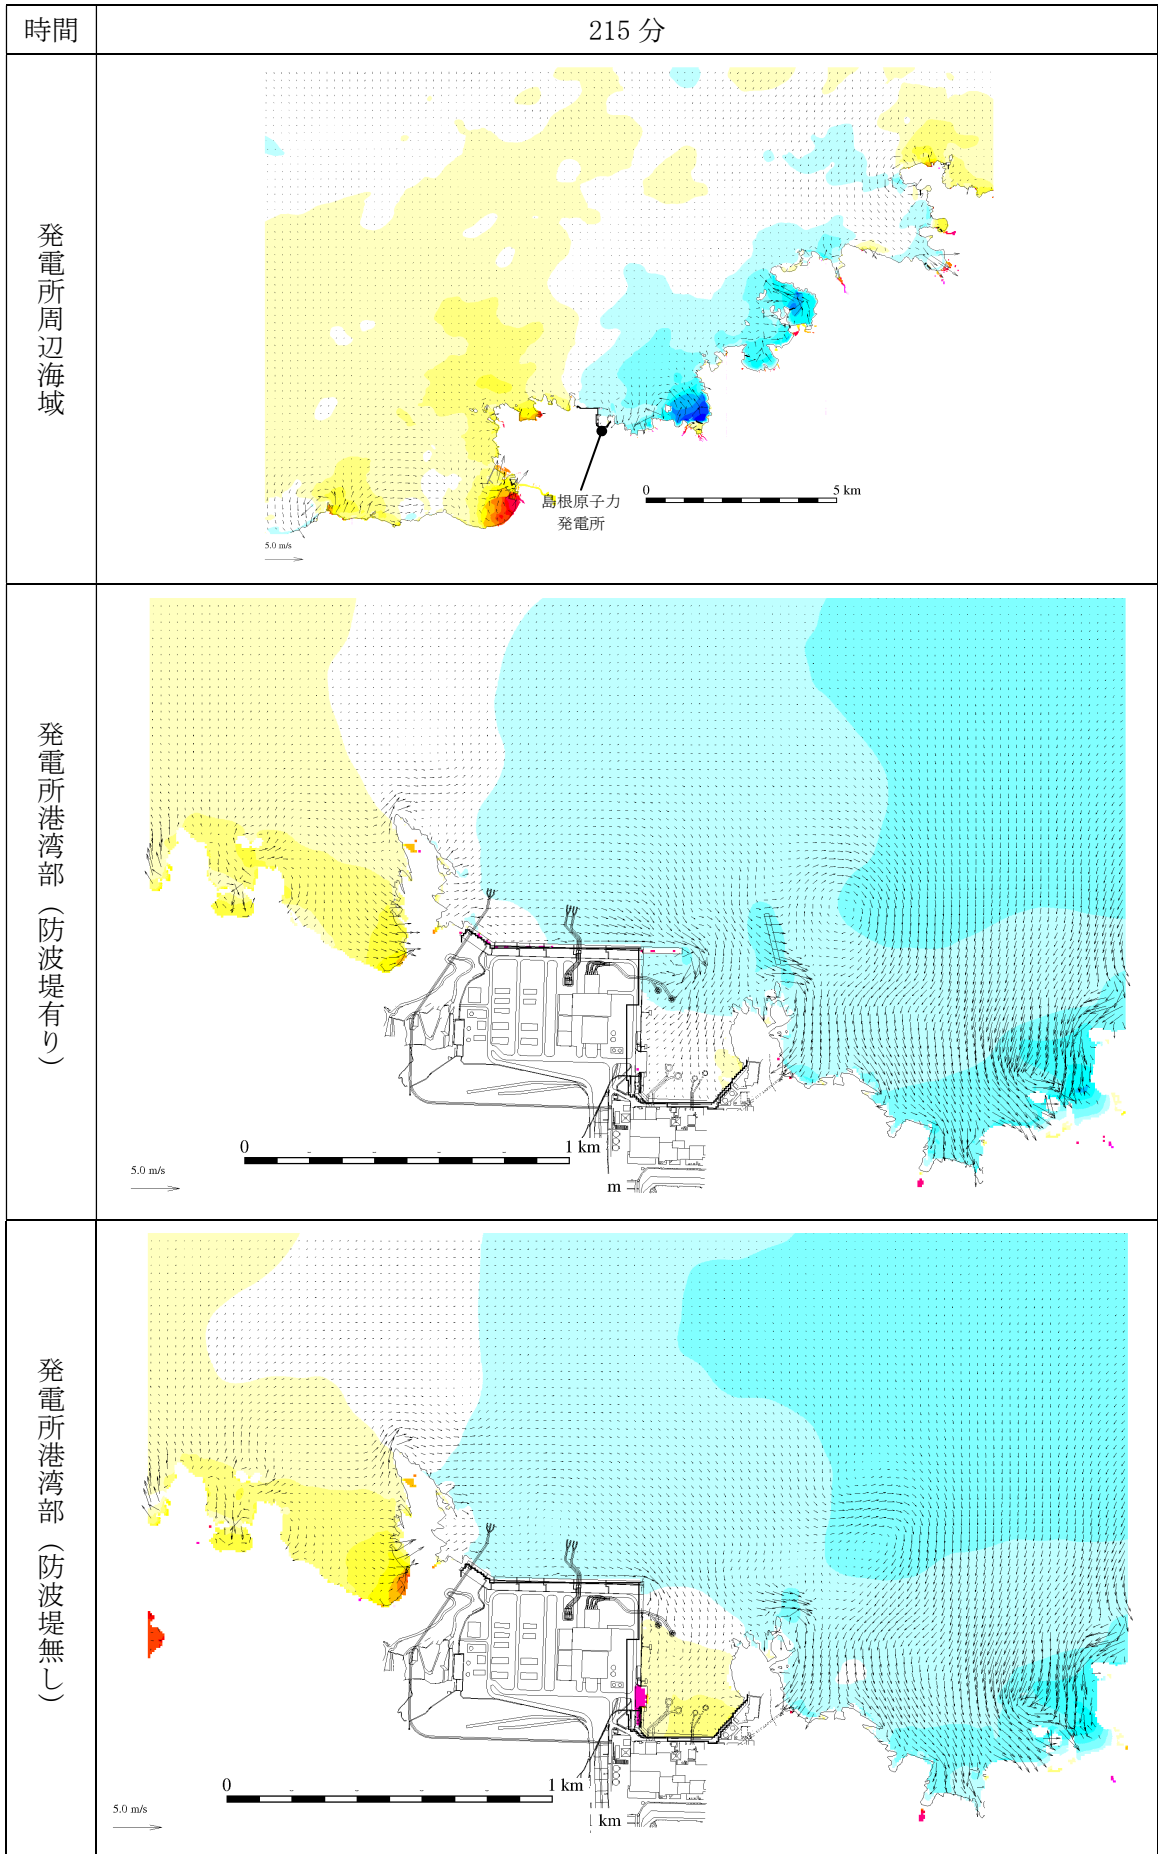 時間
215 分
発電所周辺海域
島根原子力
発電所
0
5 km
5.0 m/s
発電所港湾部（防波堤有り）
0
1 km
5.0 m/s
m
発電所港湾部（防波堤無し）
0
1 km
5.0 m/s
km